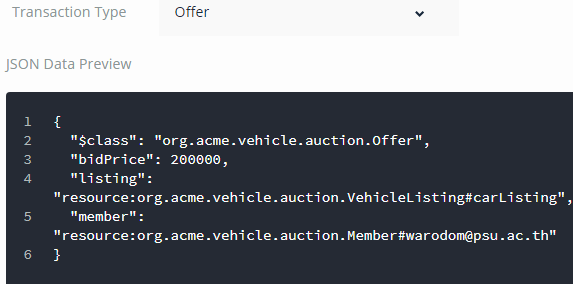 Transaction Type Offer
JSON Data Preview
1 {
2 "$class": "org.acme.vehicle.auction.Offer",
3 "bidPrice": 200000,
4 "listing":
"resource:org.acme.vehicle.auction.VehicleListing#carListing",
5 "member":
"resource:org.acme.vehicle.auction.Member#warodom@psu.ac.th"
6 }